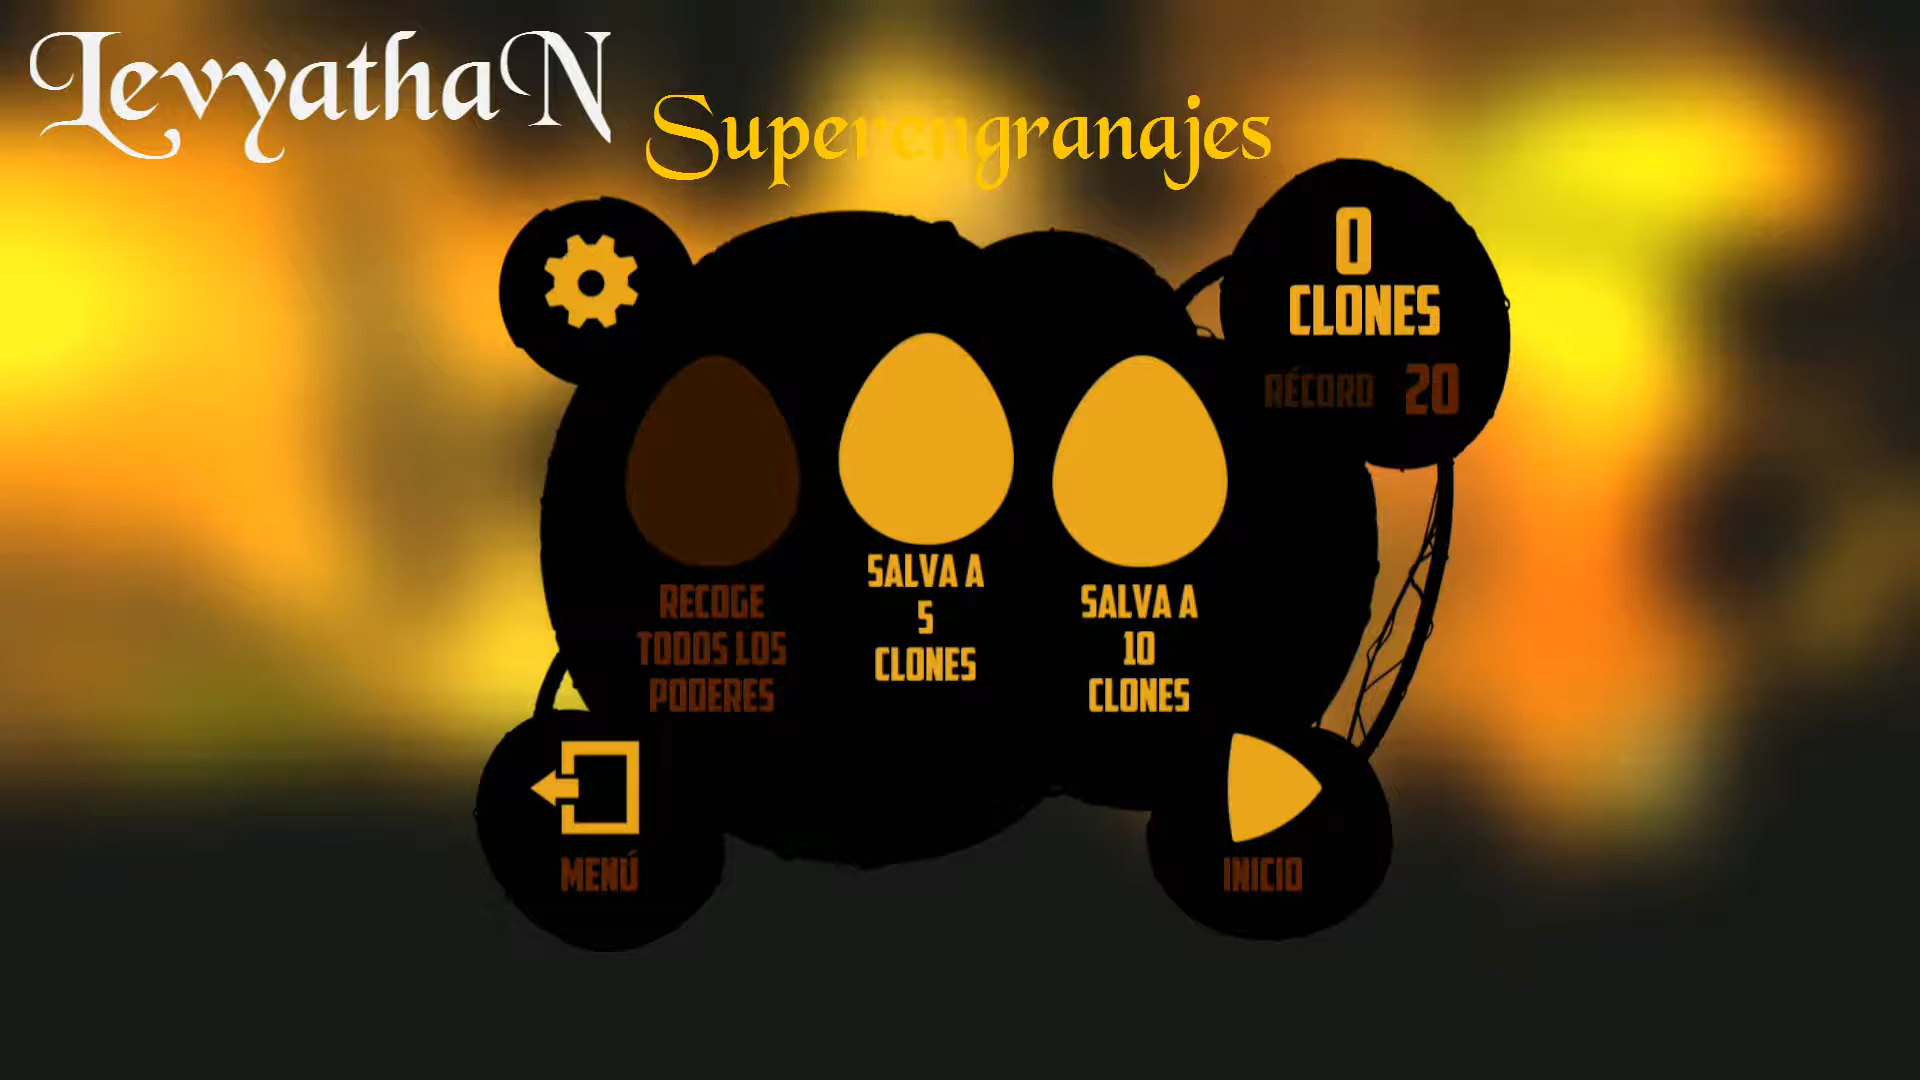 LevyathaN
Superengranajes
0
CLONES
RÉCORD 20
RECOGE
TODOS LOS
PODERES
SALVA A
5
CLONES
SALVA A
10
CLONES
MENÚ
INICIO